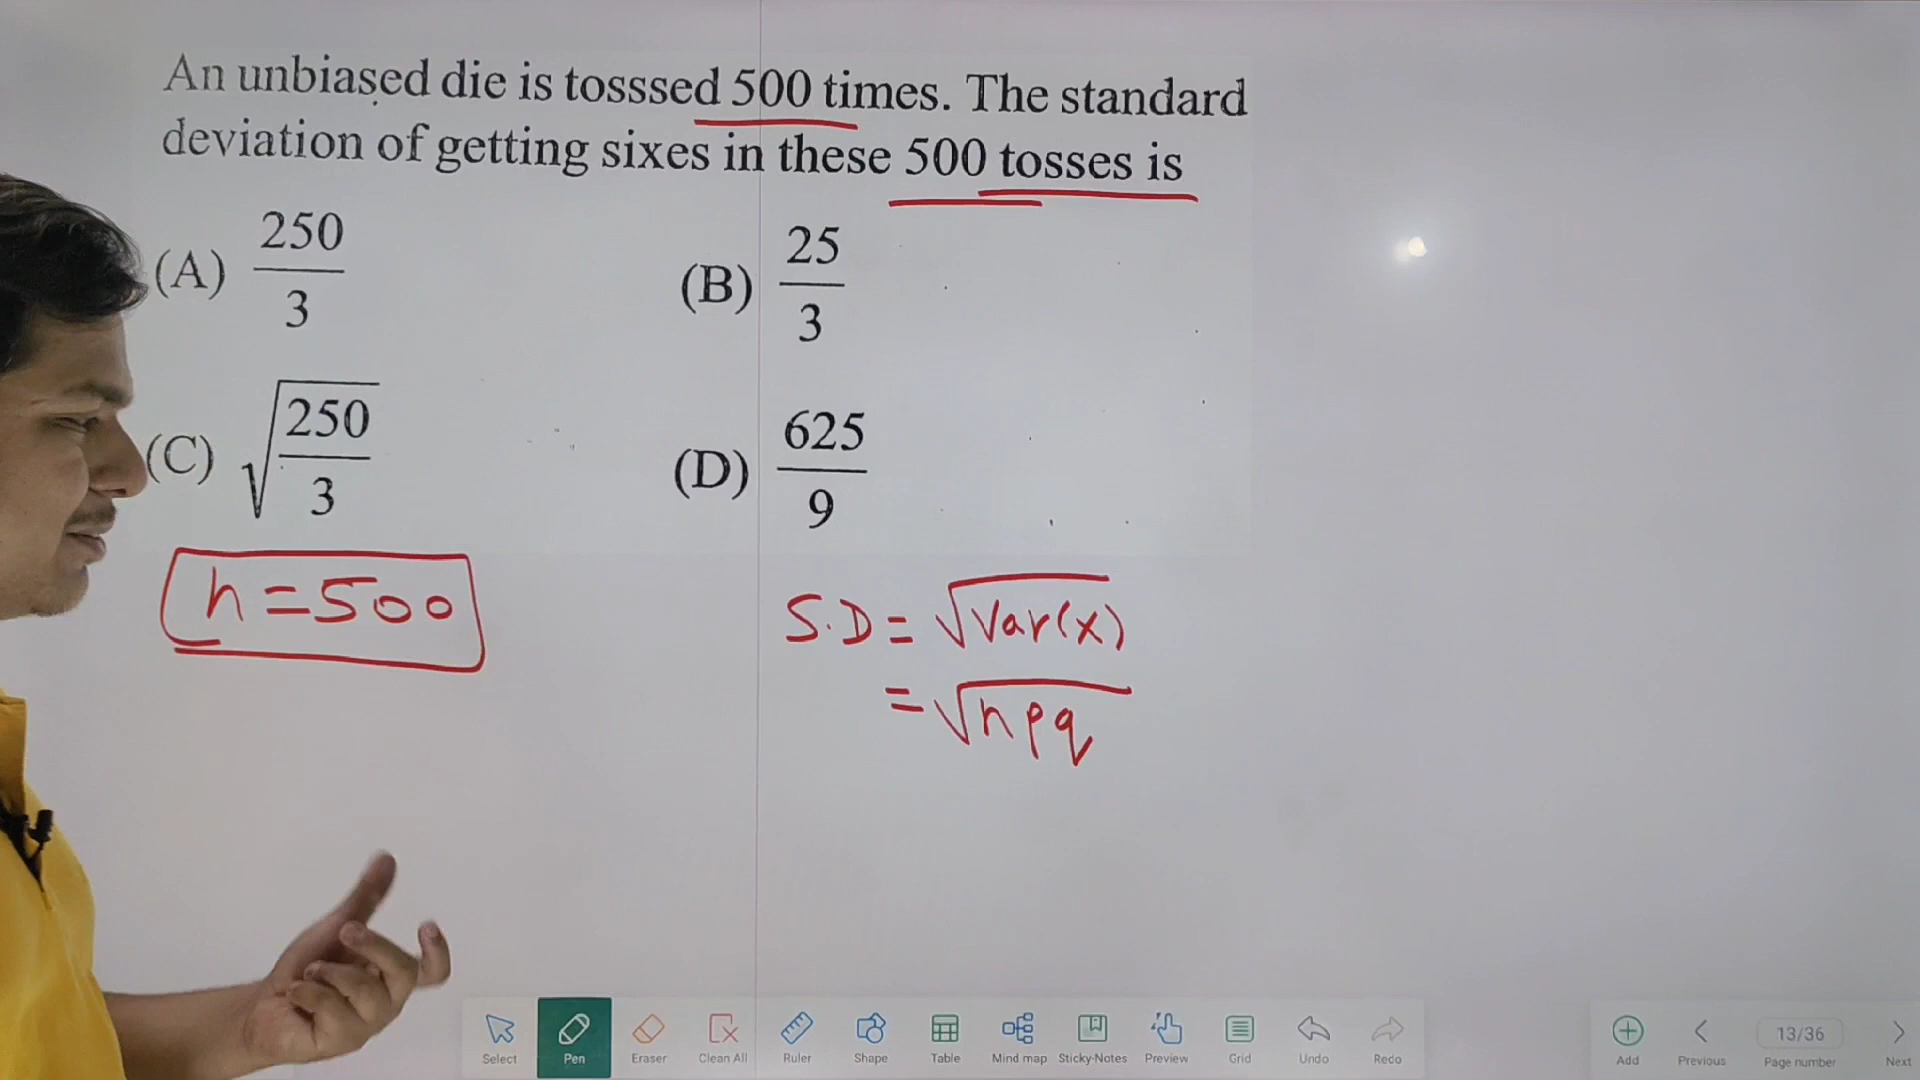 An unbiased die is tosssed 500 times. The standard
deviation of getting sixes in these 500 tosses is
(A) 250/3
(B) 25/3
(C) √250/3
(D) 625/9
n=500
S.D = √Var(x)
= √npq
Select
Pen
Eraser
Clean All
Ruler
Shape
Table
Mind map
Sticky-Notes
Preview
Grid
Undo
Redo
Add
Previous
13/36
Page number
Next